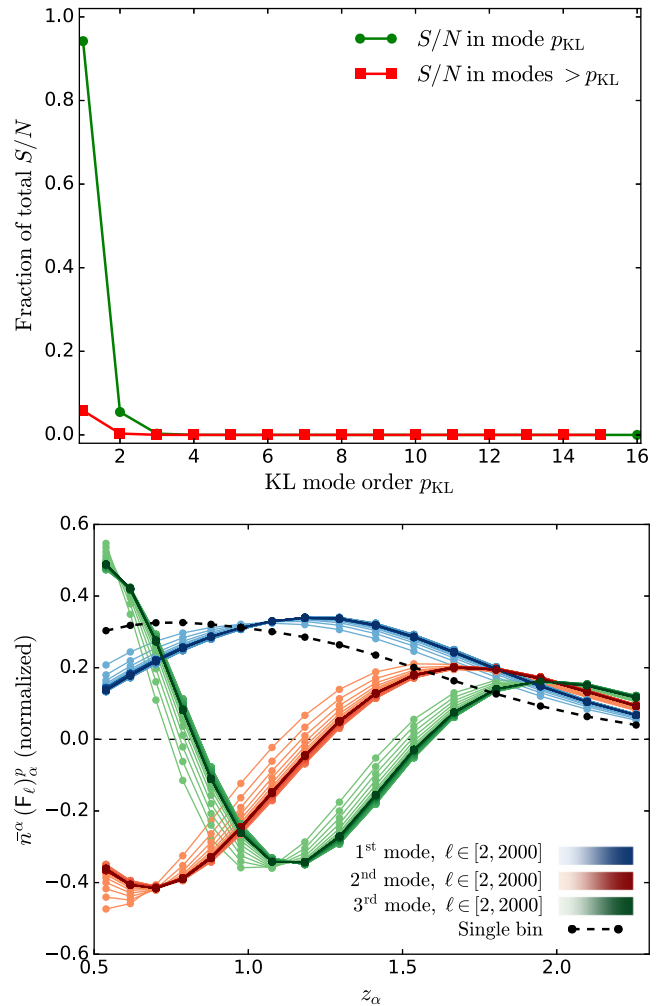 1.0
0.8
0.6
0.4
0.2
0.0
Fraction of total S/N
S/N in mode p_KL
S/N in modes > p_KL
2 4 6 8 10 12 14 16
KL mode order p_KL
0.6
0.4
0.2
0.0
−0.2
−0.4
−0.6
n̄^α (F_ℓ)^p_α (normalized)
1st mode, ℓ ∈ [2, 2000]
2nd mode, ℓ ∈ [2, 2000]
3rd mode, ℓ ∈ [2, 2000]
Single bin
0.5 1.0 1.5 2.0
z_α